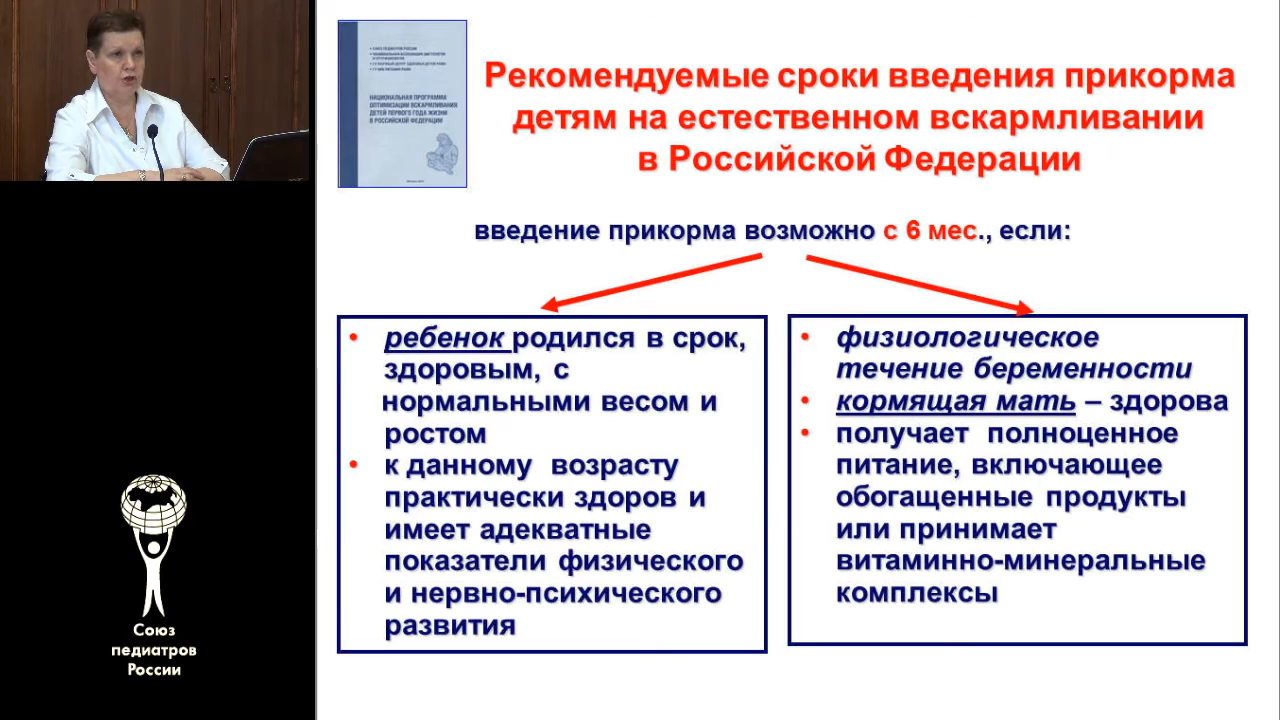 • СОЮЗ ПЕДИАТРОВ РОССИИ
НАЦИОНАЛЬНАЯ ПРОГРАММА
ОПТИМИЗАЦИИ ВСКАРМЛИВАНИЯ
ДЕТЕЙ ПЕРВОГО ГОДА ЖИЗНИ
В РОССИЙСКОЙ ФЕДЕРАЦИИ
Рекомендуемые сроки введения прикорма
детям на естественном вскармливании
в Российской Федерации
введение прикорма возможно с 6 мес., если:
• ребенок родился в срок,
здоровым, с
нормальными весом и
ростом
• к данному возрасту
практически здоров и
имеет адекватные
показатели физического
и нервно-психического
развития
• физиологическое
течение беременности
• кормящая мать – здорова
• получает полноценное
питание, включающее
обогащенные продукты
или принимает
витаминно-минеральные
комплексы
Союз
педиатров
России